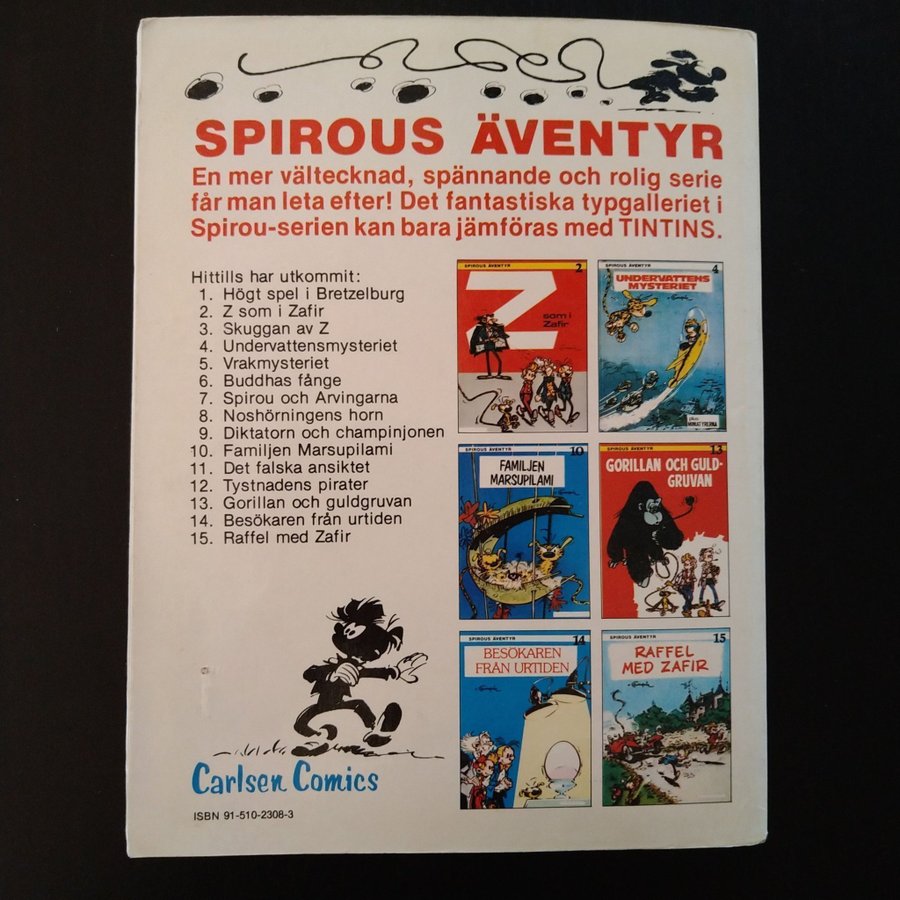 SPIROUS ÄVENTYR
En mer vältecknad, spännande och rolig serie
får man leta efter! Det fantastiska typgalleriet i
Spirou-serien kan bara jämföras med TINTINS.
Hittills har utkommit:
1. Högt spel i Bretzelburg
2. Z som i Zafir
3. Skuggan av Z
4. Undervattensmysteriet
5. Vrakmysteriet
6. Buddhas fånge
7. Spirou och Arvingarna
8. Noshörningens horn
9. Diktatorn och champinjonen
10. Familjen Marsupilami
11. Det falska ansiktet
12. Tystnadens pirater
13. Gorillan och guldgruvan
14. Besökaren från urtiden
15. Raffel med Zafir
SPIROUS ÄVENTYR 2
Z
som i
Zafir
SPIROUS ÄVENTYR 4
UNDERVATTENS
MYSTERIET
Franquin
plus
MINIATYRERNA
SPIROUS ÄVENTYR 10
FAMILJEN
MARSUPILAMI
Franquin
SPIROUS ÄVENTYR 13
GORILLAN OCH GULD-
GRUVAN
SPIROUS ÄVENTYR 14
BESÖKAREN
FRÅN URTIDEN
Franquin
SPIROUS ÄVENTYR 15
RAFFEL
MED ZAFIR
Franquin
Carlsen Comics
ISBN 91-510-2308-3